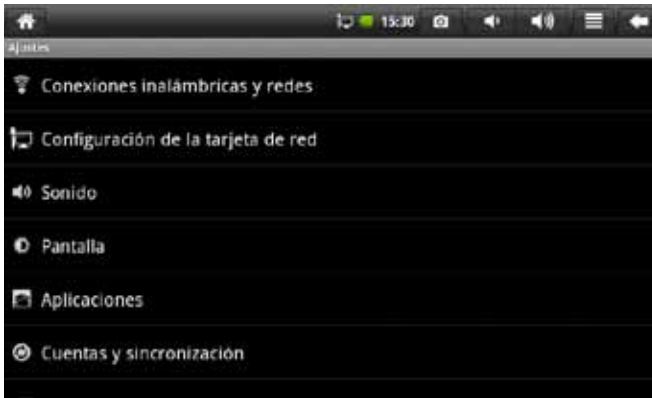 15:30
Ajustes
Conexiones inalámbricas y redes
Configuración de la tarjeta de red
Sonido
Pantalla
Aplicaciones
Cuentas y sincronización